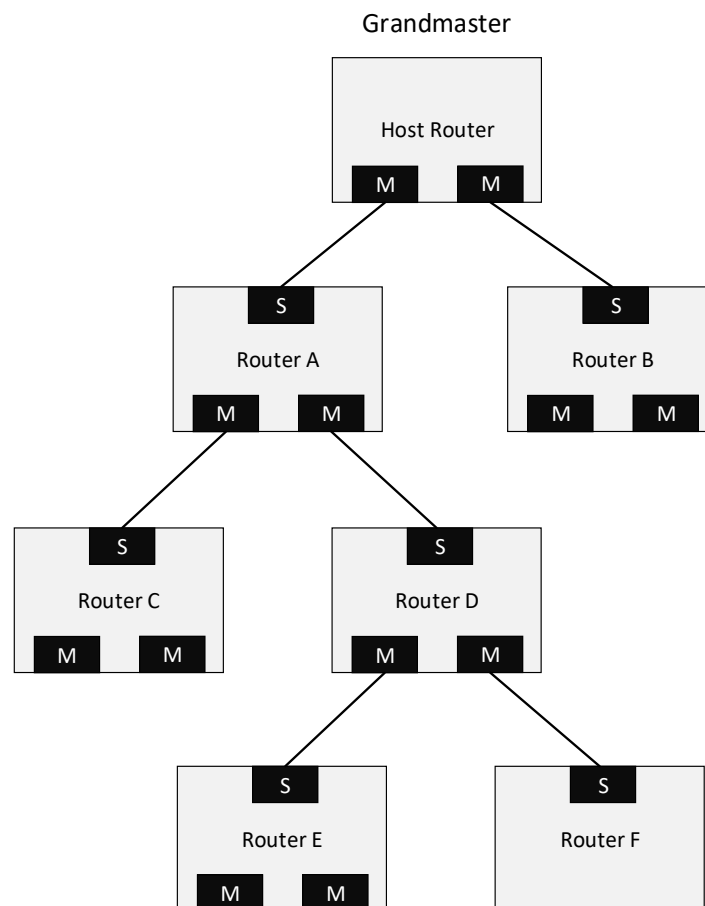 Grandmaster
Host Router
M M
S S
Router A Router B
M M M M
S S
Router C Router D
M M M M
S S
Router E Router F
M M